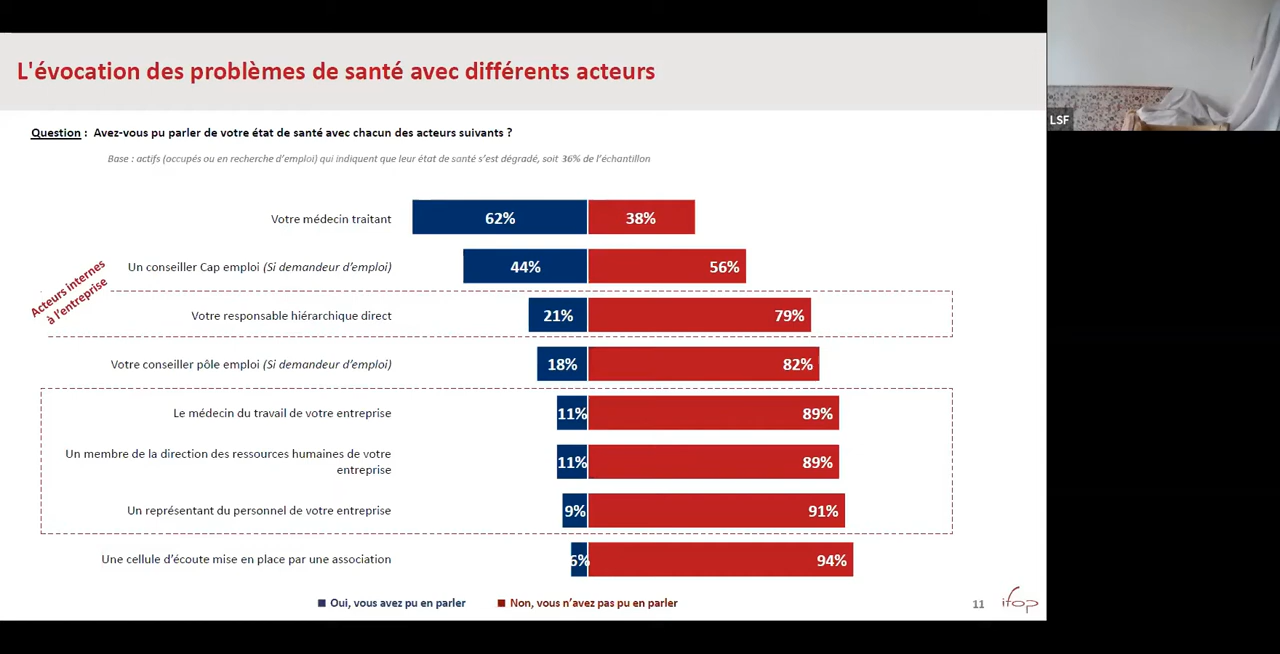 L'évocation des problèmes de santé avec différents acteurs
LSF
Question : Avez-vous pu parler de votre état de santé avec chacun des acteurs suivants ?
Base : actifs (occupés ou en recherche d'emploi) qui indiquent que leur état de santé s'est dégradé, soit 36% de l'échantillon
Votre médecin traitant 62% 38%
Un conseiller Cap emploi (Si demandeur d'emploi) 44% 56%
Acteurs internes
à l'entreprise
Votre responsable hiérarchique direct 21% 79%
Votre conseiller pôle emploi (Si demandeur d'emploi) 18% 82%
Le médecin du travail de votre entreprise 11% 89%
Un membre de la direction des ressources humaines de votre
entreprise 11% 89%
Un représentant du personnel de votre entreprise 9% 91%
Une cellule d'écoute mise en place par une association 6% 94%
Oui, vous avez pu en parler Non, vous n'avez pas pu en parler
11 ifop